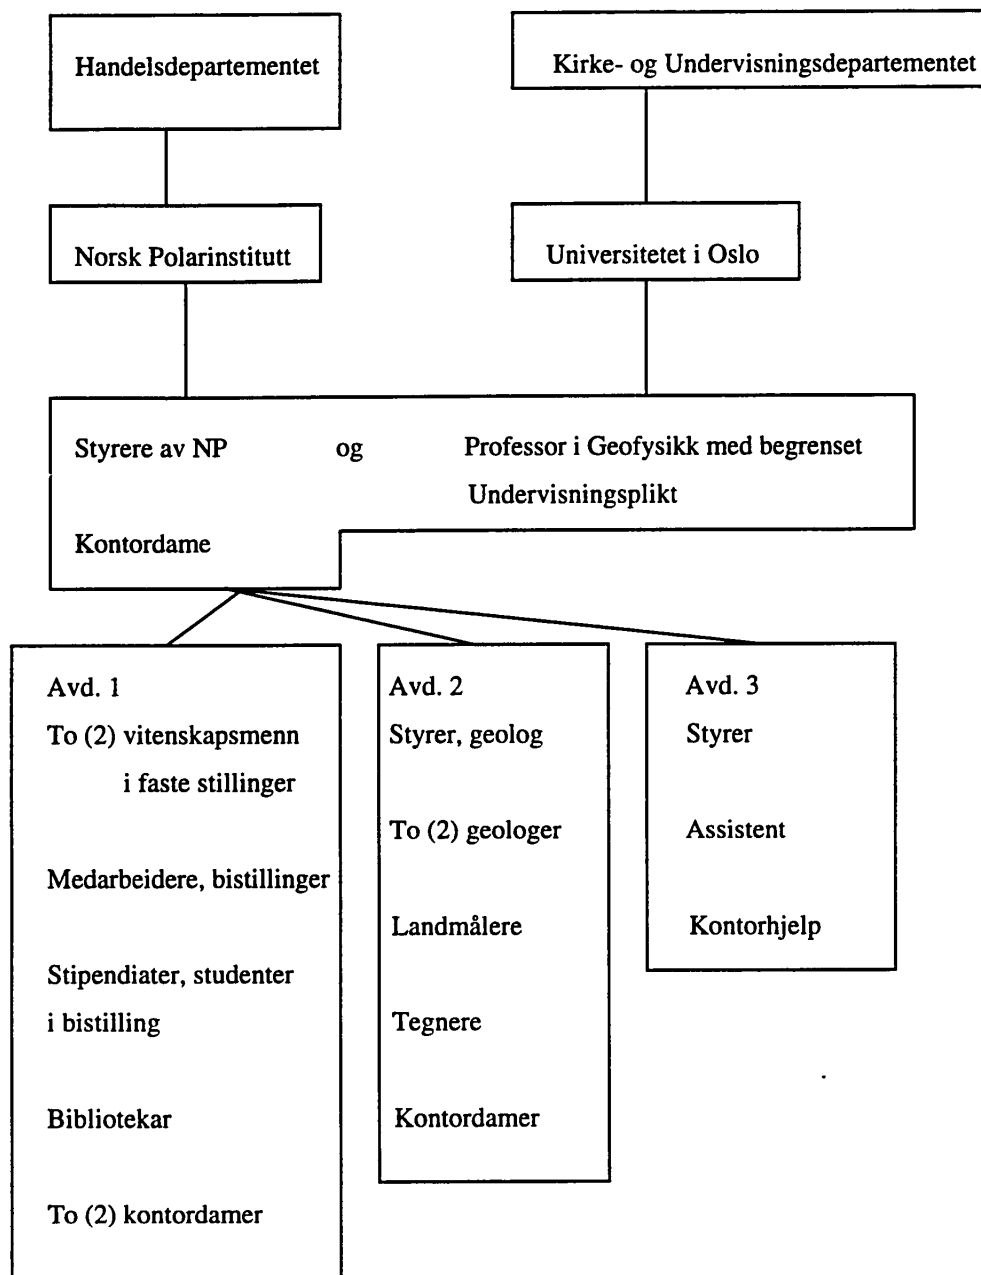 Handelsdepartementet
Kirke- og Undervisningsdepartementet
Norsk Polarinstitutt
Universitetet i Oslo
Styrere av NP og Professor i Geofysikk med begrenset
Undervisningsplikt
Kontordame
Avd. 1
To (2) vitenskapsmenn
i faste stillinger
Medarbeidere, bistillinger
Stipendiater, studenter
i bistilling
Bibliotekar
To (2) kontordamer
Avd. 2
Styrer, geolog
To (2) geologer
Landmålere
Tegnere
Kontordamer
Avd. 3
Styrer
Assistent
Kontorhjelp